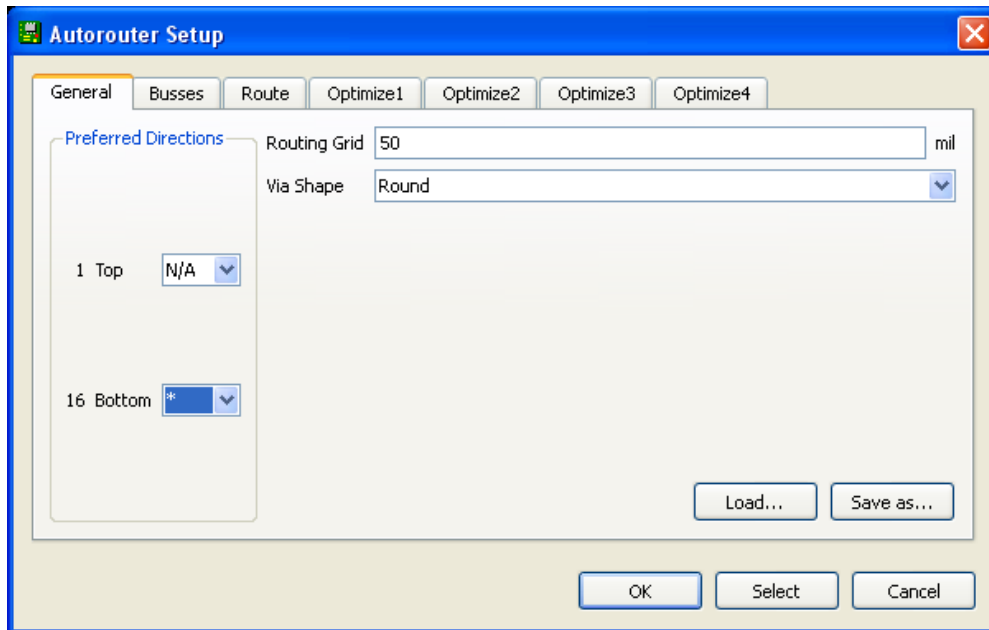 Autorouter Setup
General Busses Route Optimize1 Optimize2 Optimize3 Optimize4
Preferred Directions
Routing Grid 50 mil
Via Shape Round
1 Top N/A
16 Bottom *
Load... Save as...
OK Select Cancel